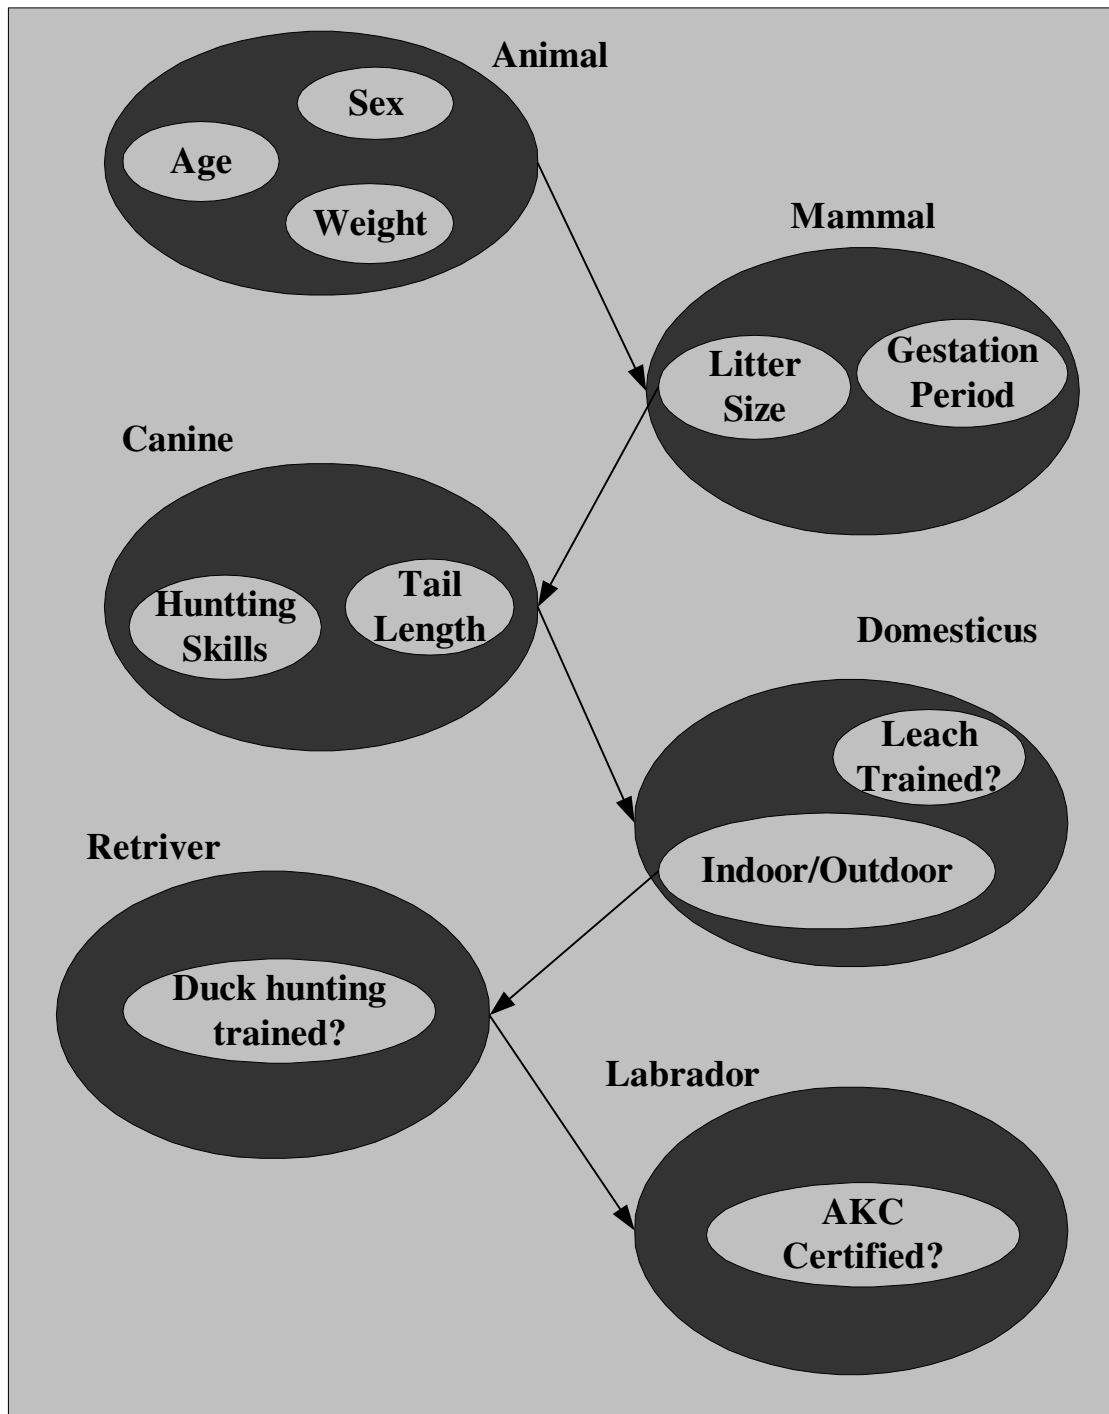 Animal
Sex
Age
Weight
Mammal
Litter
Size
Gestation
Period
Canine
Huntting
Skills
Tail
Length
Domesticus
Leach
Trained?
Indoor/Outdoor
Retriver
Duck hunting
trained?
Labrador
AKC
Certified?